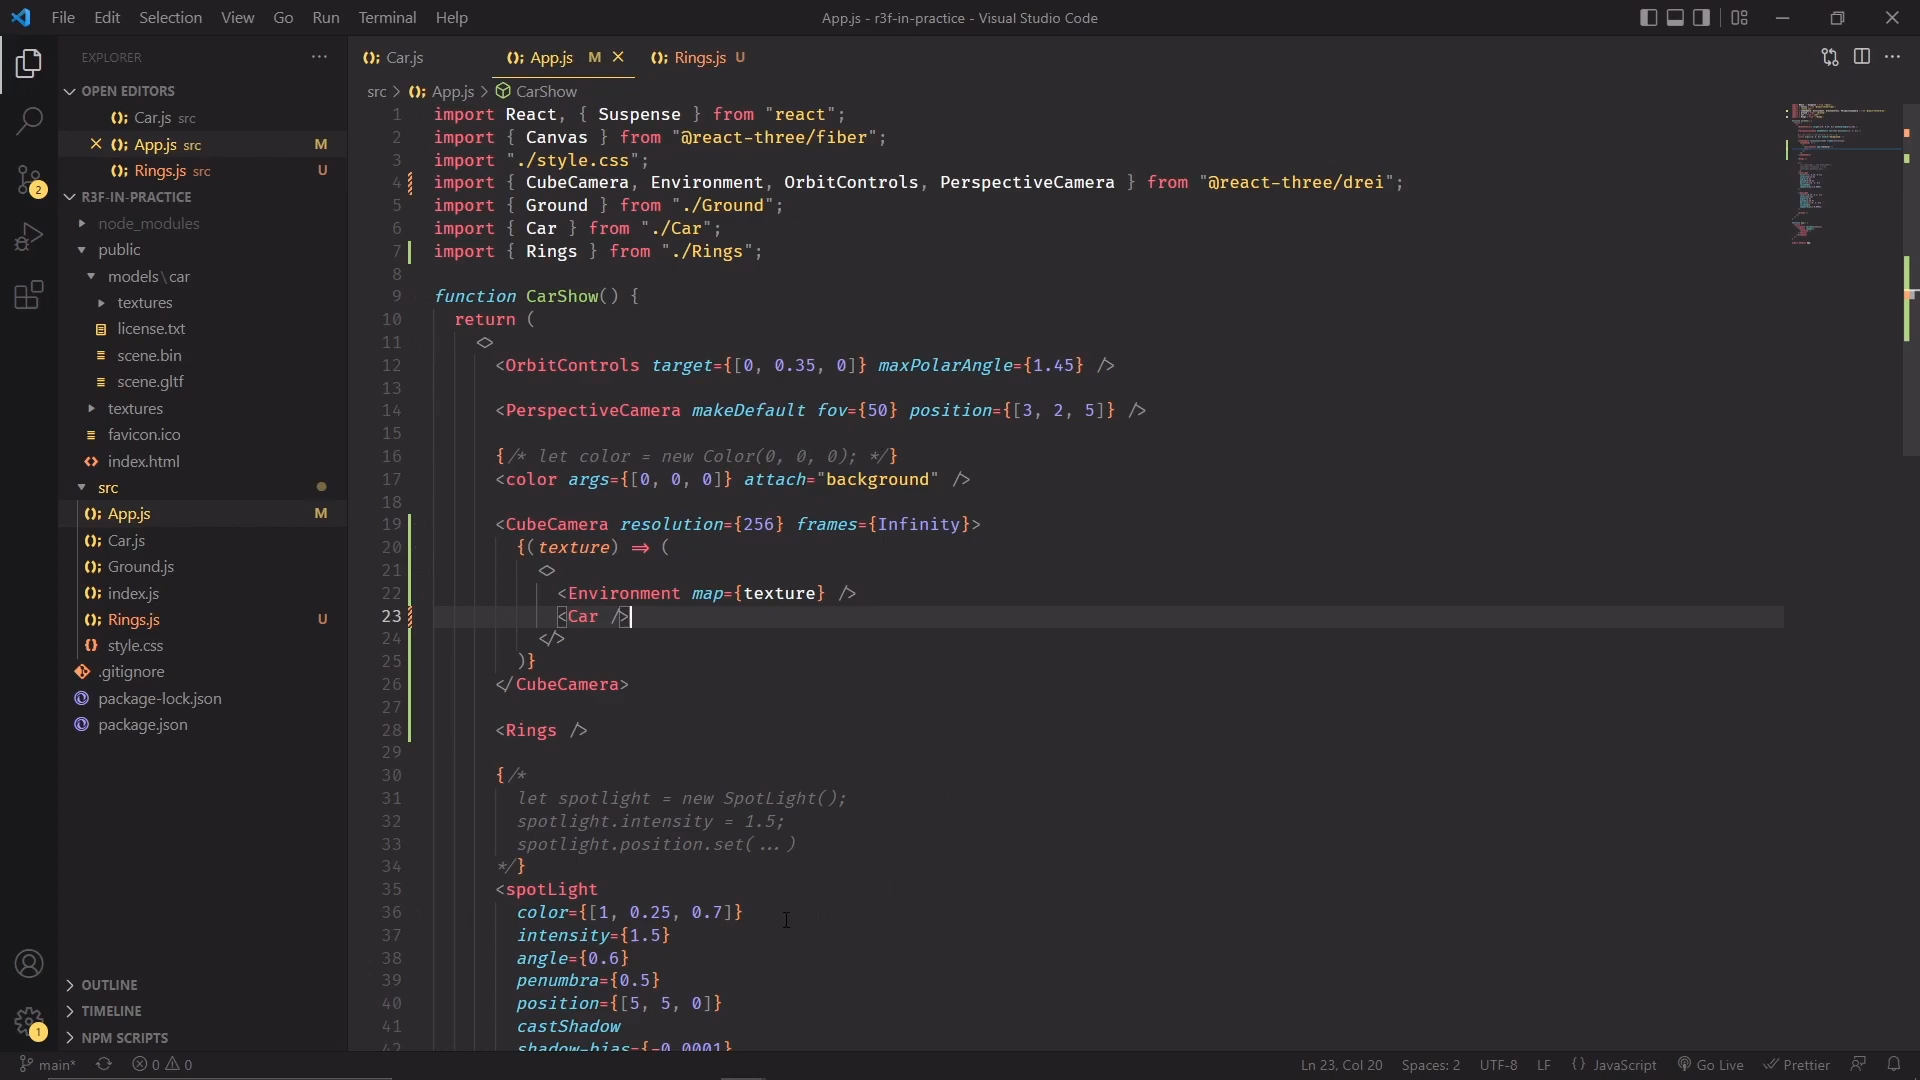 File Edit Selection View Go Run Terminal Help
App.js - r3f-in-practice - Visual Studio Code
EXPLORER
OPEN EDITORS
Car.js src
App.js src M
Rings.js src U
R3F-IN-PRACTICE
node_modules
public
models\car
textures
license.txt
scene.bin
scene.gltf
textures
favicon.ico
index.html
src
App.js M
Car.js
Ground.js
index.js
Rings.js U
style.css
.gitignore
package-lock.json
package.json
OUTLINE
TIMELINE
NPM SCRIPTS
2
1
Car.js App.js M Rings.js U
src > App.js > CarShow
1 import React, { Suspense } from "react";
2 import { Canvas } from "@react-three/fiber";
3 import "./style.css";
4 import { CubeCamera, Environment, OrbitControls, PerspectiveCamera } from "@react-three/drei";
5 import { Ground } from "./Ground";
6 import { Car } from "./Car";
7 import { Rings } from "./Rings";
8
9 function CarShow() {
10 return (
11 <>
12 <OrbitControls target={[0, 0.35, 0]} maxPolarAngle={1.45} />
13
14 <PerspectiveCamera makeDefault fov={50} position={[3, 2, 5]} />
15
16 {/* let color = new Color(0, 0, 0); */}
17 <color args={[0, 0, 0]} attach="background" />
18
19 <CubeCamera resolution={256} frames={Infinity}>
20 {(texture) => (
21 <>
22 <Environment map={texture} />
23 <Car />
24 </>
25 )}
26 </CubeCamera>
27
28 <Rings />
29
30 {/*
31 let spotlight = new SpotLight();
32 spotlight.intensity = 1.5;
33 spotlight.position.set(...)
34 */}
35 <spotLight
36 color={[1, 0.25, 0.7]}
37 intensity={1.5}
38 angle={0.6}
39 penumbra={0.5}
40 position={[5, 5, 0]}
41 castShadow
42 shadow-bias={-0.0001}
main* 0 0 Ln 23, Col 20 Spaces: 2 UTF-8 LF {} JavaScript Go Live Prettier